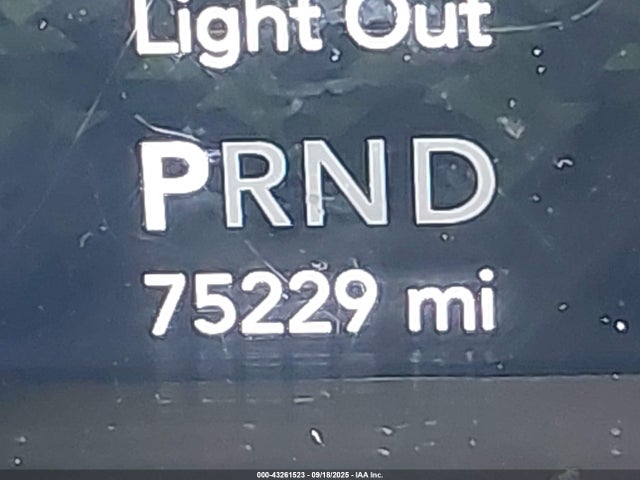 Light Out
PRND
75229 mi
000-43261523 - 09/18/2025 - IAA Inc.